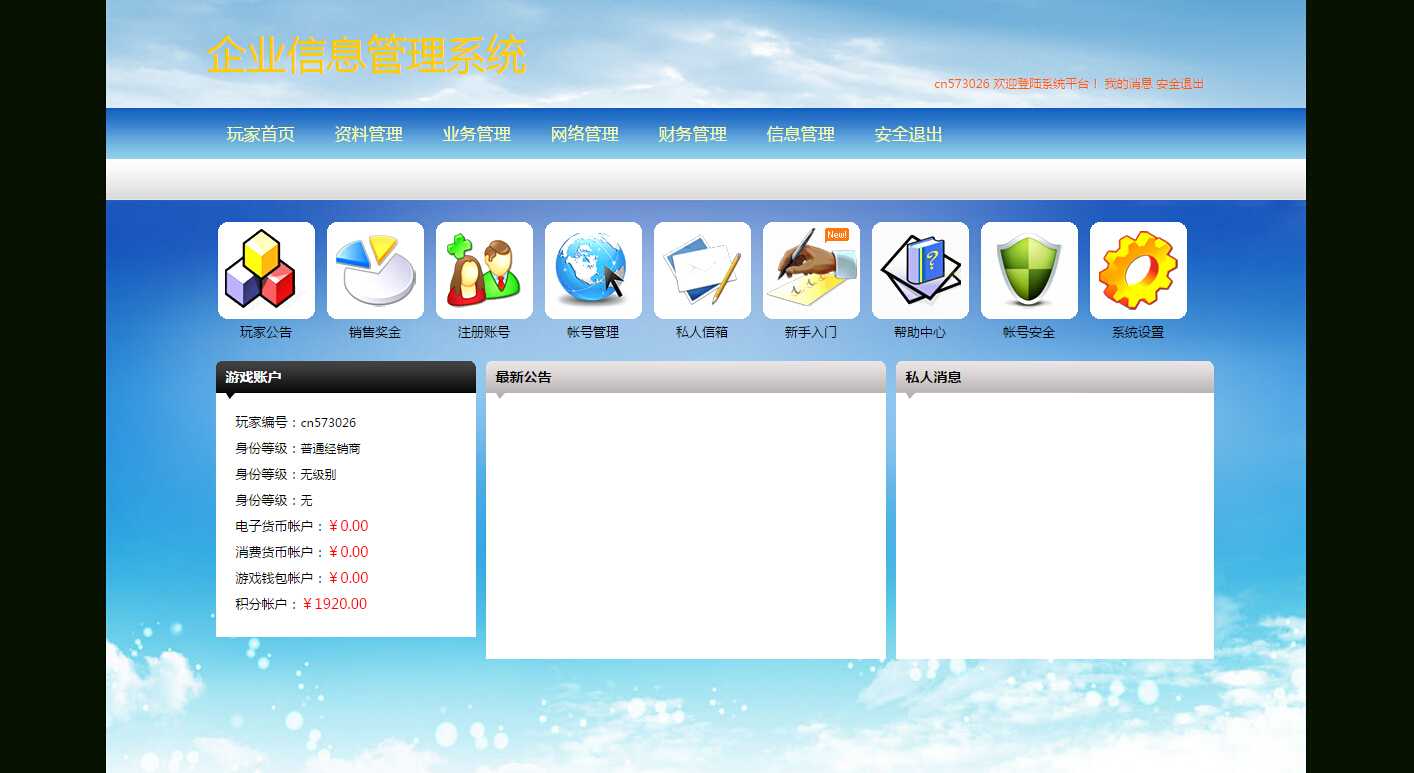 企业信息管理系统
cn573026 欢迎登陆系统平台！ 我的消息 安全退出
玩家首页 资料管理 业务管理 网络管理 财务管理 信息管理 安全退出
New!
玩家公告 销售奖金 注册账号 帐号管理 私人信箱 新手入门 帮助中心 帐号安全 系统设置
游戏账户 最新公告 私人消息
玩家编号：cn573026
身份等级：普通经销商
身份等级：无级别
身份等级：无
电子货币帐户：￥0.00
消费货币帐户：￥0.00
游戏钱包帐户：￥0.00
积分帐户：￥1920.00